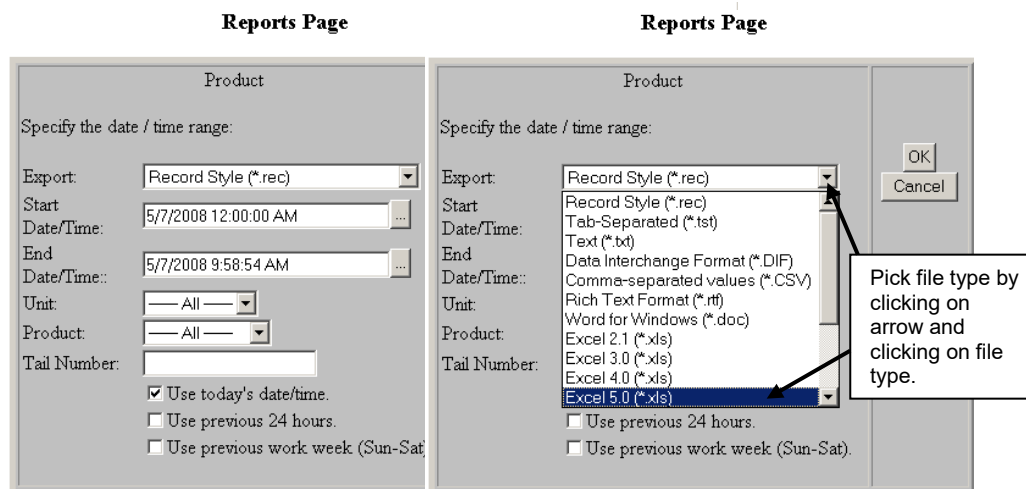 Reports Page
Product
Specify the date / time range:
Export: Record Style (*.rec)
Start
Date/Time: 5/7/2008 12:00:00 AM ...
End
Date/Time:: 5/7/2008 9:58:54 AM ...
Unit: —— All ——
Product: —— All ——
Tail Number:
Use today's date/time.
Use previous 24 hours.
Use previous work week (Sun-Sat)
Reports Page
Product
Specify the date / time range:
Export: Record Style (*.rec)
Start
Date/Time:
End
Date/Time::
Unit:
Product:
Tail Number:
Record Style (*.rec)
Tab-Separated (*.tst)
Text (*.txt)
Data Interchange Format (*.DIF)
Comma-separated values (*.CSV)
Rich Text Format (*.rtf)
Word for Windows (*.doc)
Excel 2.1 (*.xls)
Excel 3.0 (*.xls)
Excel 4.0 (*.xls)
Excel 5.0 (*.xls)
Use previous 24 hours.
Use previous work week (Sun-Sat).
OK
Cancel
Pick file type by
clicking on
arrow and
clicking on file
type.